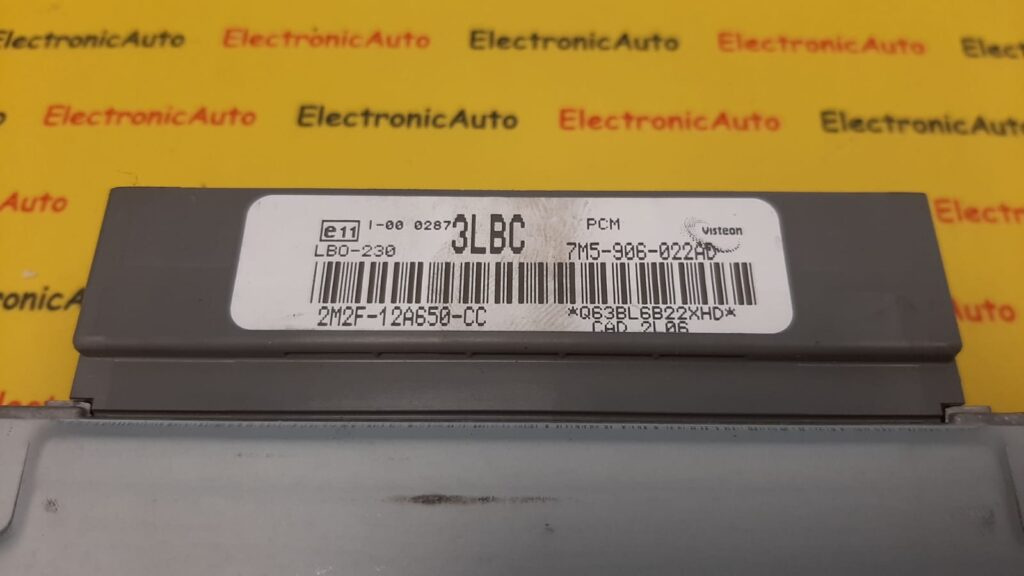 ElectronicAuto ElectronicAuto ElectronicAuto ElectronicAuto
ElectronicAuto ElectronicAuto ElectronicAuto ElectronicAuto
e11 I-00 0287 3LBC PCM Visteon
LBO-230 7M5-906-022AD
2M2F-12A650-CC *Q63BL6B22XHD*
CAD 2L06